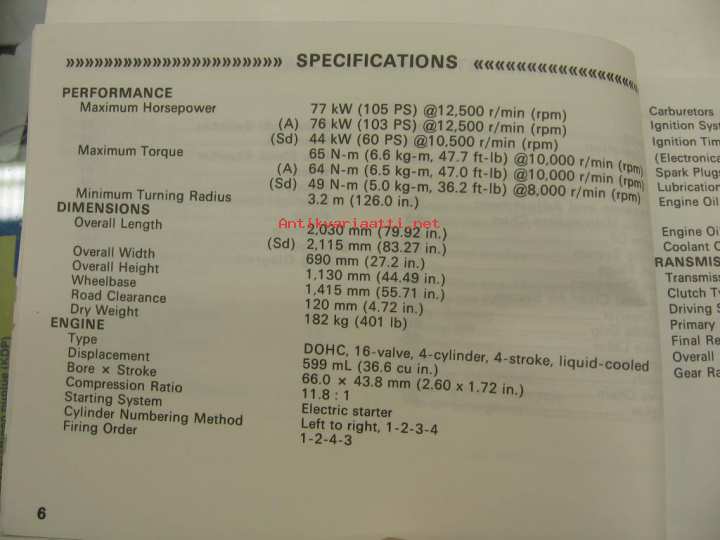 »»»»»»»»»»»»»»»»»»»»»» SPECIFICATIONS ««««««««««««««««««««««
PERFORMANCE
Maximum Horsepower 77 kW (105 PS) @12,500 r/min (rpm)
(A) 76 kW (103 PS) @12,500 r/min (rpm)
(Sd) 44 kW (60 PS) @10,500 r/min (rpm)
Maximum Torque 65 N-m (6.6 kg-m, 47.7 ft-lb) @10,000 r/min (rpm)
(A) 64 N-m (6.5 kg-m, 47.0 ft-lb) @10,000 r/min (rpm)
(Sd) 49 N-m (5.0 kg-m, 36.2 ft-lb) @8,000 r/min (rpm)
Minimum Turning Radius 3.2 m (126.0 in.)
DIMENSIONS
Overall Length 2,030 mm (79.92 in.)
Antikvariaatti.net
(Sd) 2,115 mm (83.27 in.)
Overall Width 690 mm (27.2 in.)
Overall Height 1,130 mm (44.49 in.)
Wheelbase 1,415 mm (55.71 in.)
Road Clearance 120 mm (4.72 in.)
Dry Weight 182 kg (401 lb)
ENGINE
Type DOHC, 16-valve, 4-cylinder, 4-stroke, liquid-cooled
Displacement 599 mL (36.6 cu in.)
Bore × Stroke 66.0 × 43.8 mm (2.60 x 1.72 in.)
Compression Ratio 11.8 : 1
Starting System Electric starter
Cylinder Numbering Method Left to right, 1-2-3-4
Firing Order 1-2-4-3
6
Carburetors
Ignition Sys
Ignition Tim
(Electronica
Spark Plugs
Lubrication
Engine Oil
Engine Oi
Coolant C
RANSMIS
Transmis
Clutch T
Driving S
Primary
Final Re
Overall
Gear Ra